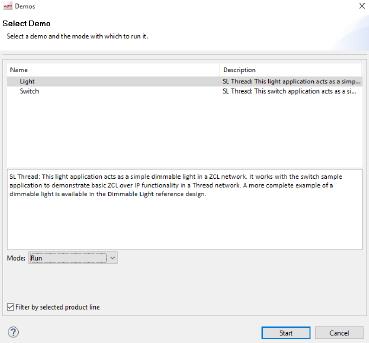 Demos
Select Demo
Select a demo and the mode with which to run it.
Name Description
Light SL Thread: This light application acts as a simp...
Switch SL Thread: This switch application acts as a si...
SL Thread: This light application acts as a simple dimmable light in a ZCL network. It works with the switch sample
application to demonstrate basic ZCL over IP functionality in a Thread network. A more complete example of a
dimmable light is available in the Dimmable Light reference design.
Mode: Run
Filter by selected product line
? Start Cancel